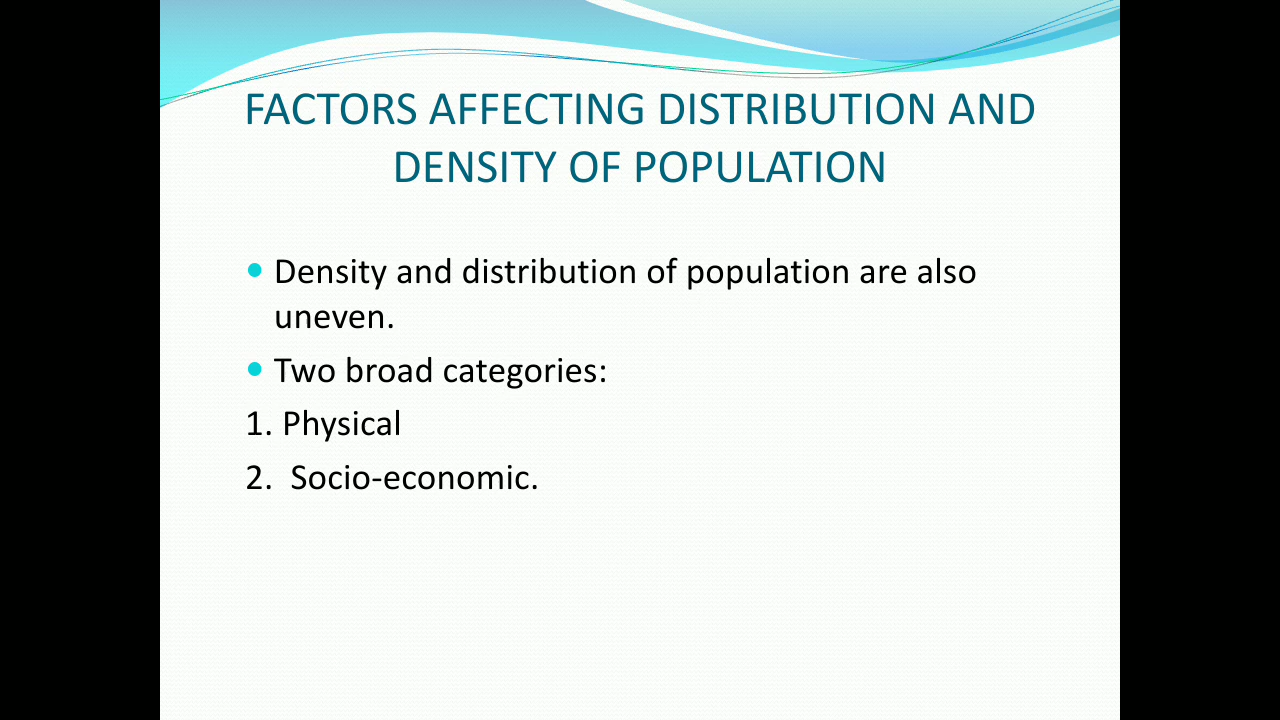 FACTORS AFFECTING DISTRIBUTION AND
DENSITY OF POPULATION
• Density and distribution of population are also
uneven.
• Two broad categories:
1. Physical
2.  Socio-economic.